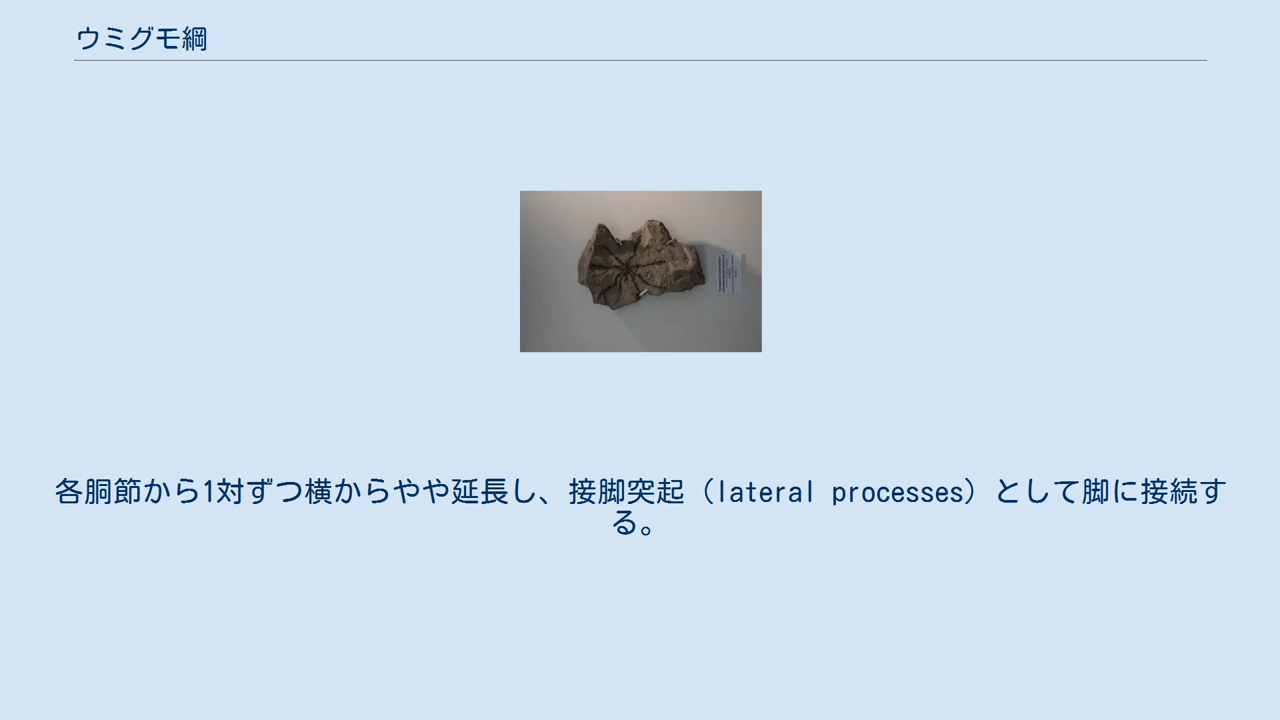 ウミグモ綱
各胴節から1対ずつ横からやや延長し、接脚突起（lateral processes）として脚に接続す
る。